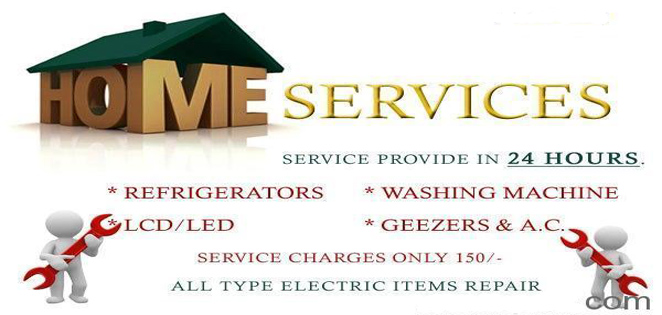 HOME SERVICES
SERVICE PROVIDE IN 24 HOURS.
* REFRIGERATORS * WASHING MACHINE
* LCD/LED * GEEZERS & A.C.
SERVICE CHARGES ONLY 150/-
ALL TYPE ELECTRIC ITEMS REPAIR
com